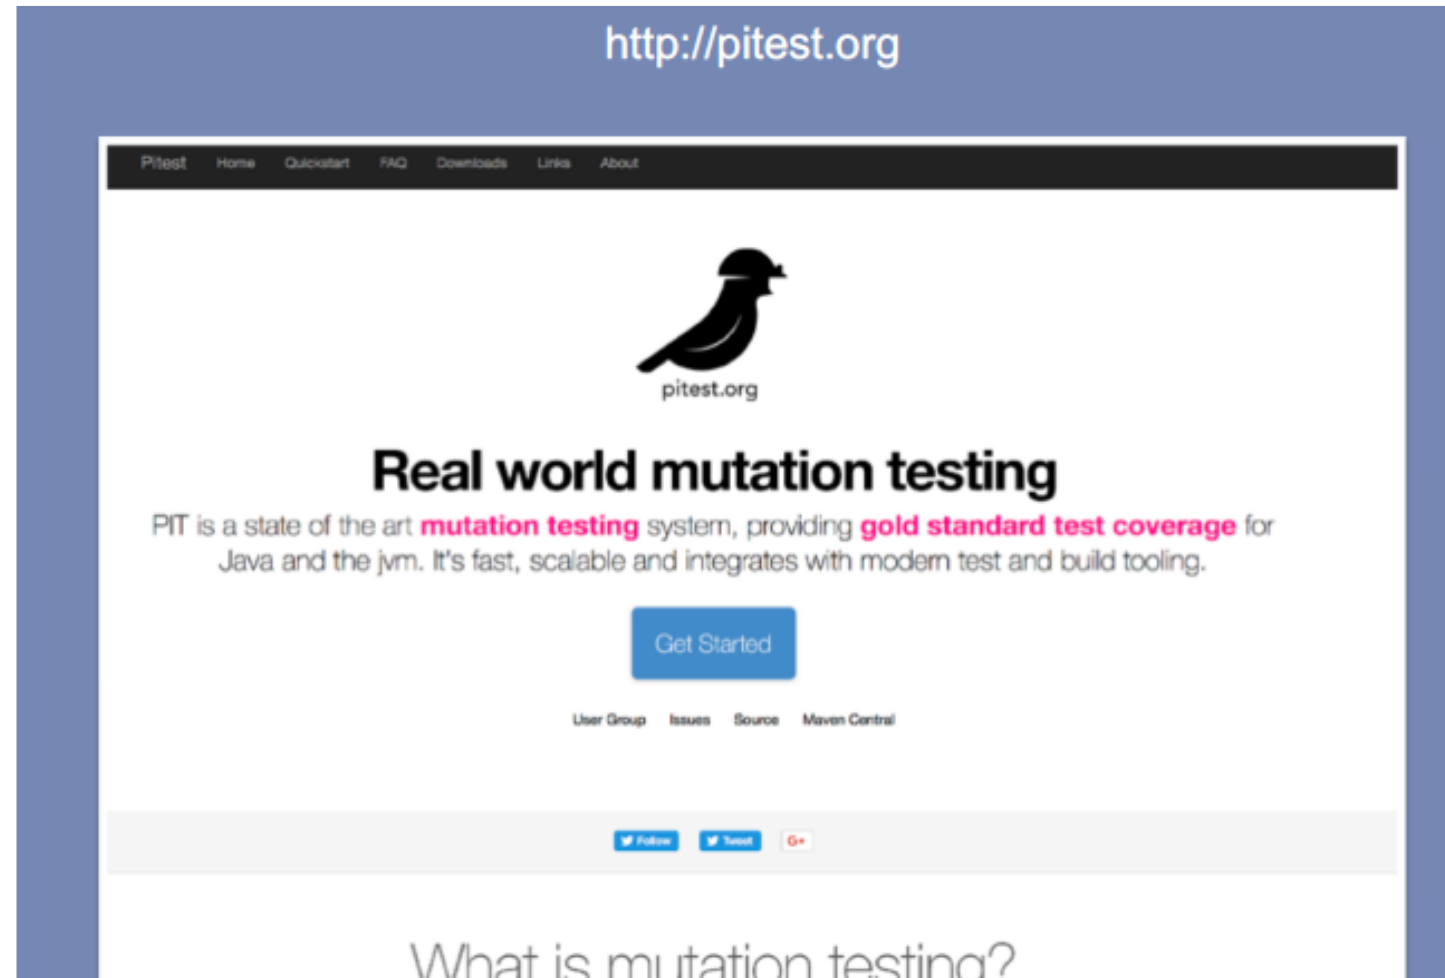 http://pitest.org
Pitest Home Quickstart FAQ Downloads Links About
pitest.org
Real world mutation testing
PIT is a state of the art mutation testing system, providing gold standard test coverage for
Java and the jvm. It's fast, scalable and integrates with modern test and build tooling.
Get Started
User Group Issues Source Maven Central
Follow Tweet G+
What is mutation testing?